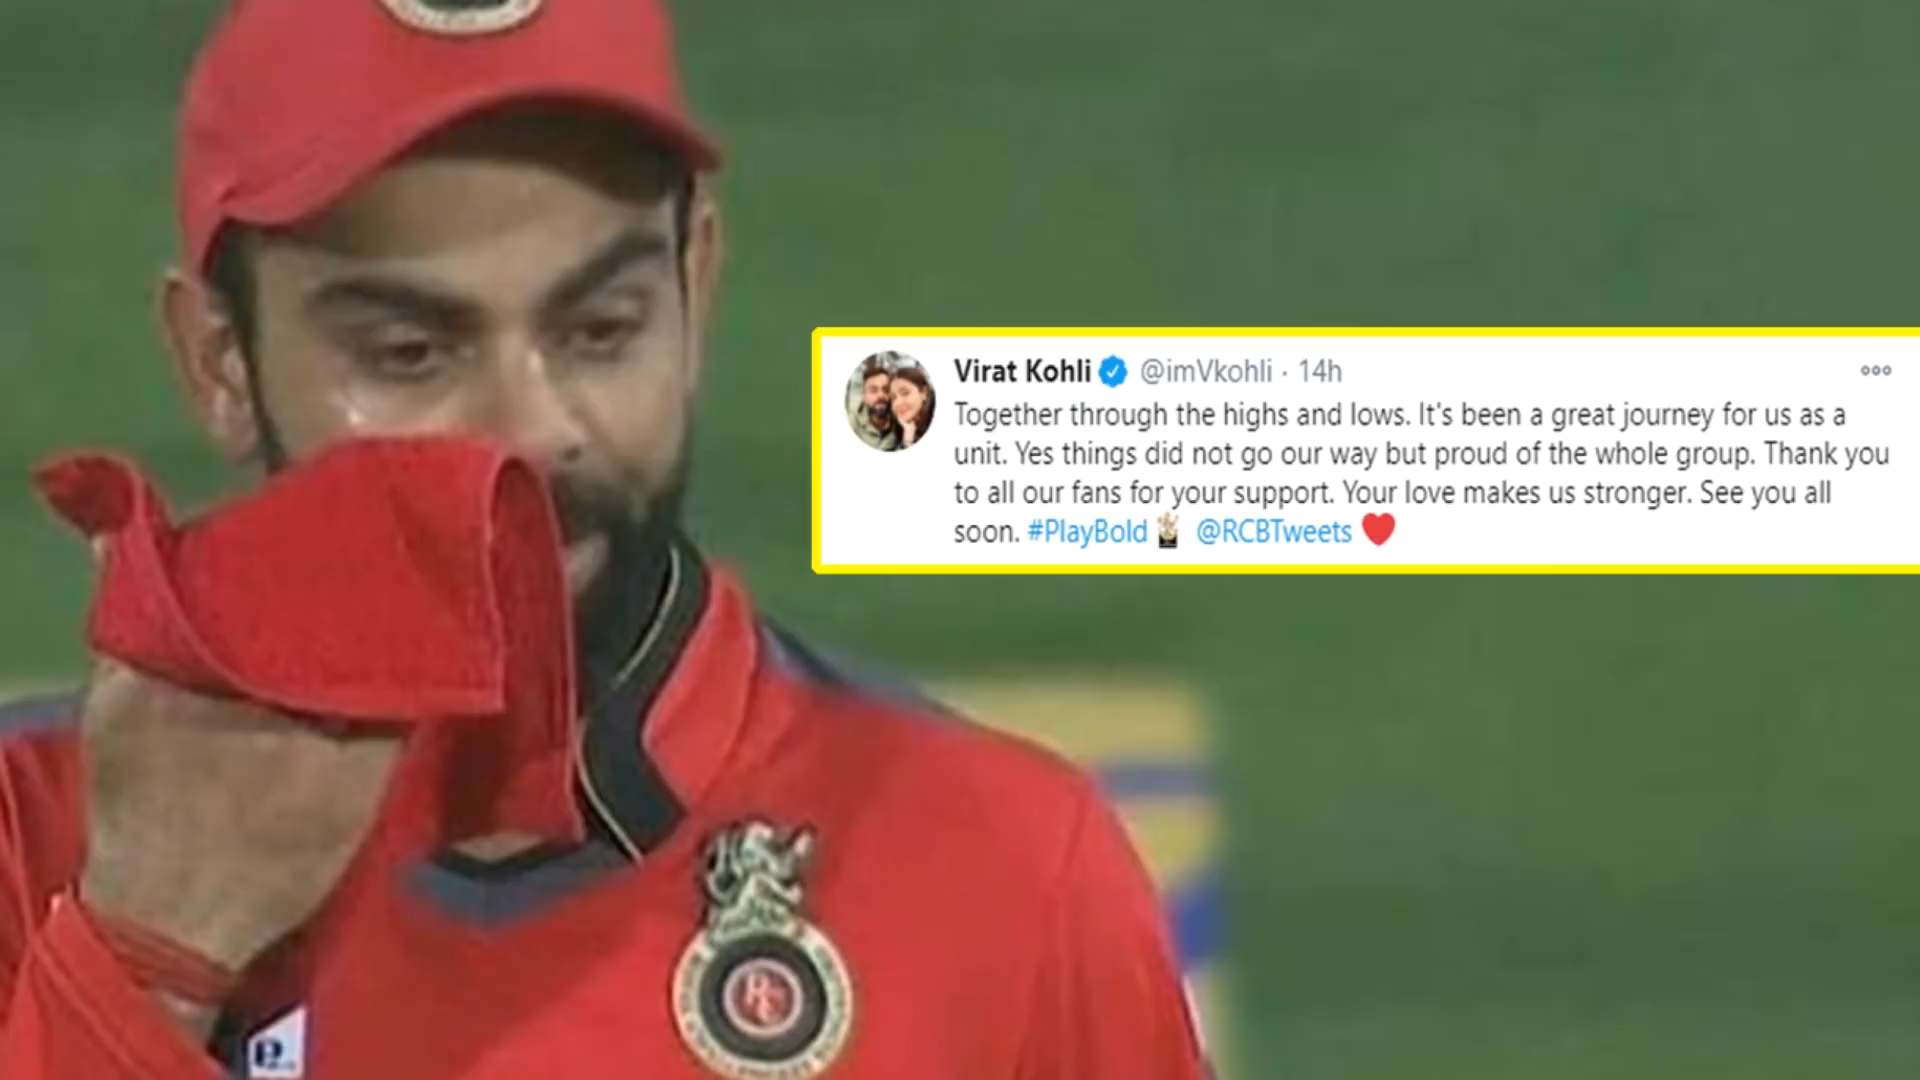 Virat Kohli @imVkohli · 14h
Together through the highs and lows. It's been a great journey for us as a
unit. Yes things did not go our way but proud of the whole group. Thank you
to all our fans for your support. Your love makes us stronger. See you all
soon. #PlayBold @RCBTweets ❤️